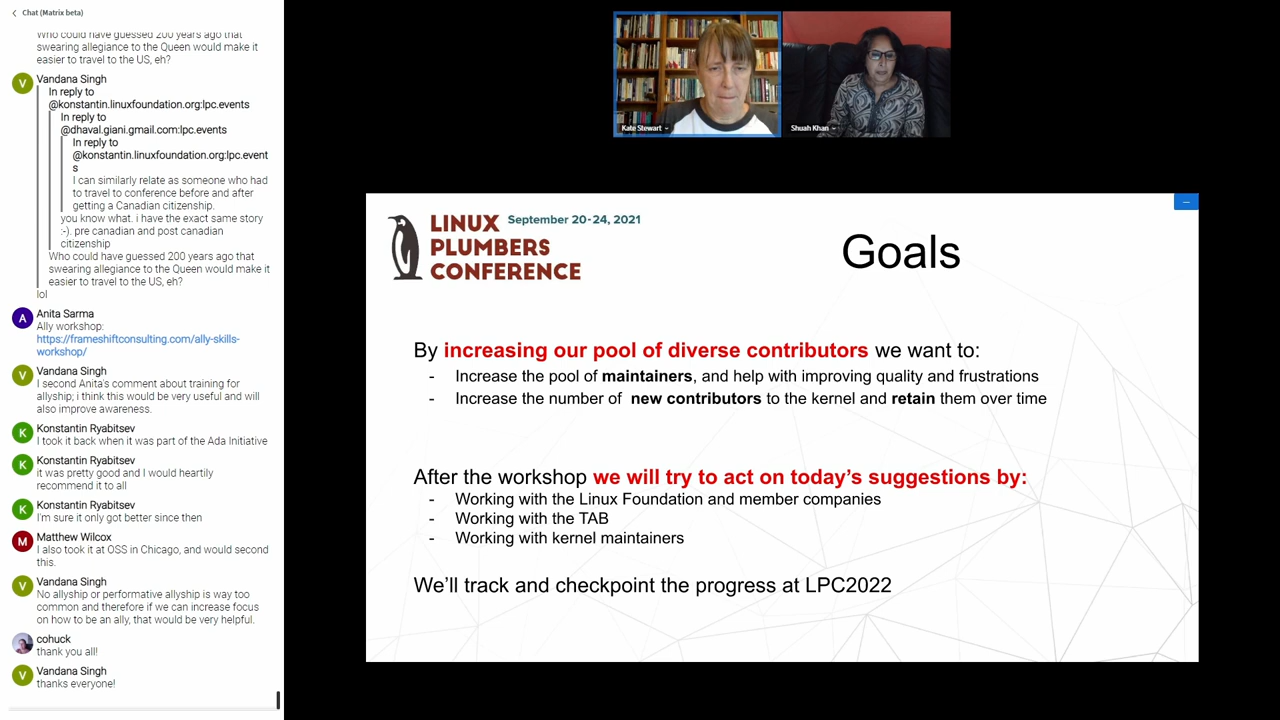 Chat (Matrix beta)
Who could have guessed 200 years ago that
swearing allegiance to the Queen would make it
easier to travel to the US, eh?
V
Vandana Singh
In reply to
@konstantin.linuxfoundation.org:lpc.events
In reply to
@dhaval.giani.gmail.com:lpc.events
In reply to
@konstantin.linuxfoundation.org:lpc.event
s
I can similarly relate as someone who had
to travel to conference before and after
getting a Canadian citizenship.
you know what. i have the exact same story
:-). pre canadian and post canadian
citizenship
Who could have guessed 200 years ago that
swearing allegiance to the Queen would make it
easier to travel to the US, eh?
lol
A
Anita Sarma
Ally workshop:
https://frameshiftconsulting.com/ally-skills-
workshop/
V
Vandana Singh
I second Anita's comment about training for
allyship; i think this would be very useful and will
also improve awareness.
K
Konstantin Ryabitsev
I took it back when it was part of the Ada Initiative
K
Konstantin Ryabitsev
it was pretty good and I would heartily
recommend it to all
K
Konstantin Ryabitsev
I'm sure it only got better since then
M
Matthew Wilcox
I also took it at OSS in Chicago, and would second
this.
V
Vandana Singh
No allyship or performative allyship is way too
common and therefore if we can increase focus
on how to be an ally, that would be very helpful.
cohuck
thank you all!
V
Vandana Singh
thanks everyone!
Kate Stewart
Shuah Khan
LINUX
PLUMBERS
CONFERENCE
September 20-24, 2021
Goals
By increasing our pool of diverse contributors we want to:
- Increase the pool of maintainers, and help with improving quality and frustrations
- Increase the number of new contributors to the kernel and retain them over time
After the workshop we will try to act on today's suggestions by:
- Working with the Linux Foundation and member companies
- Working with the TAB
- Working with kernel maintainers
We'll track and checkpoint the progress at LPC2022